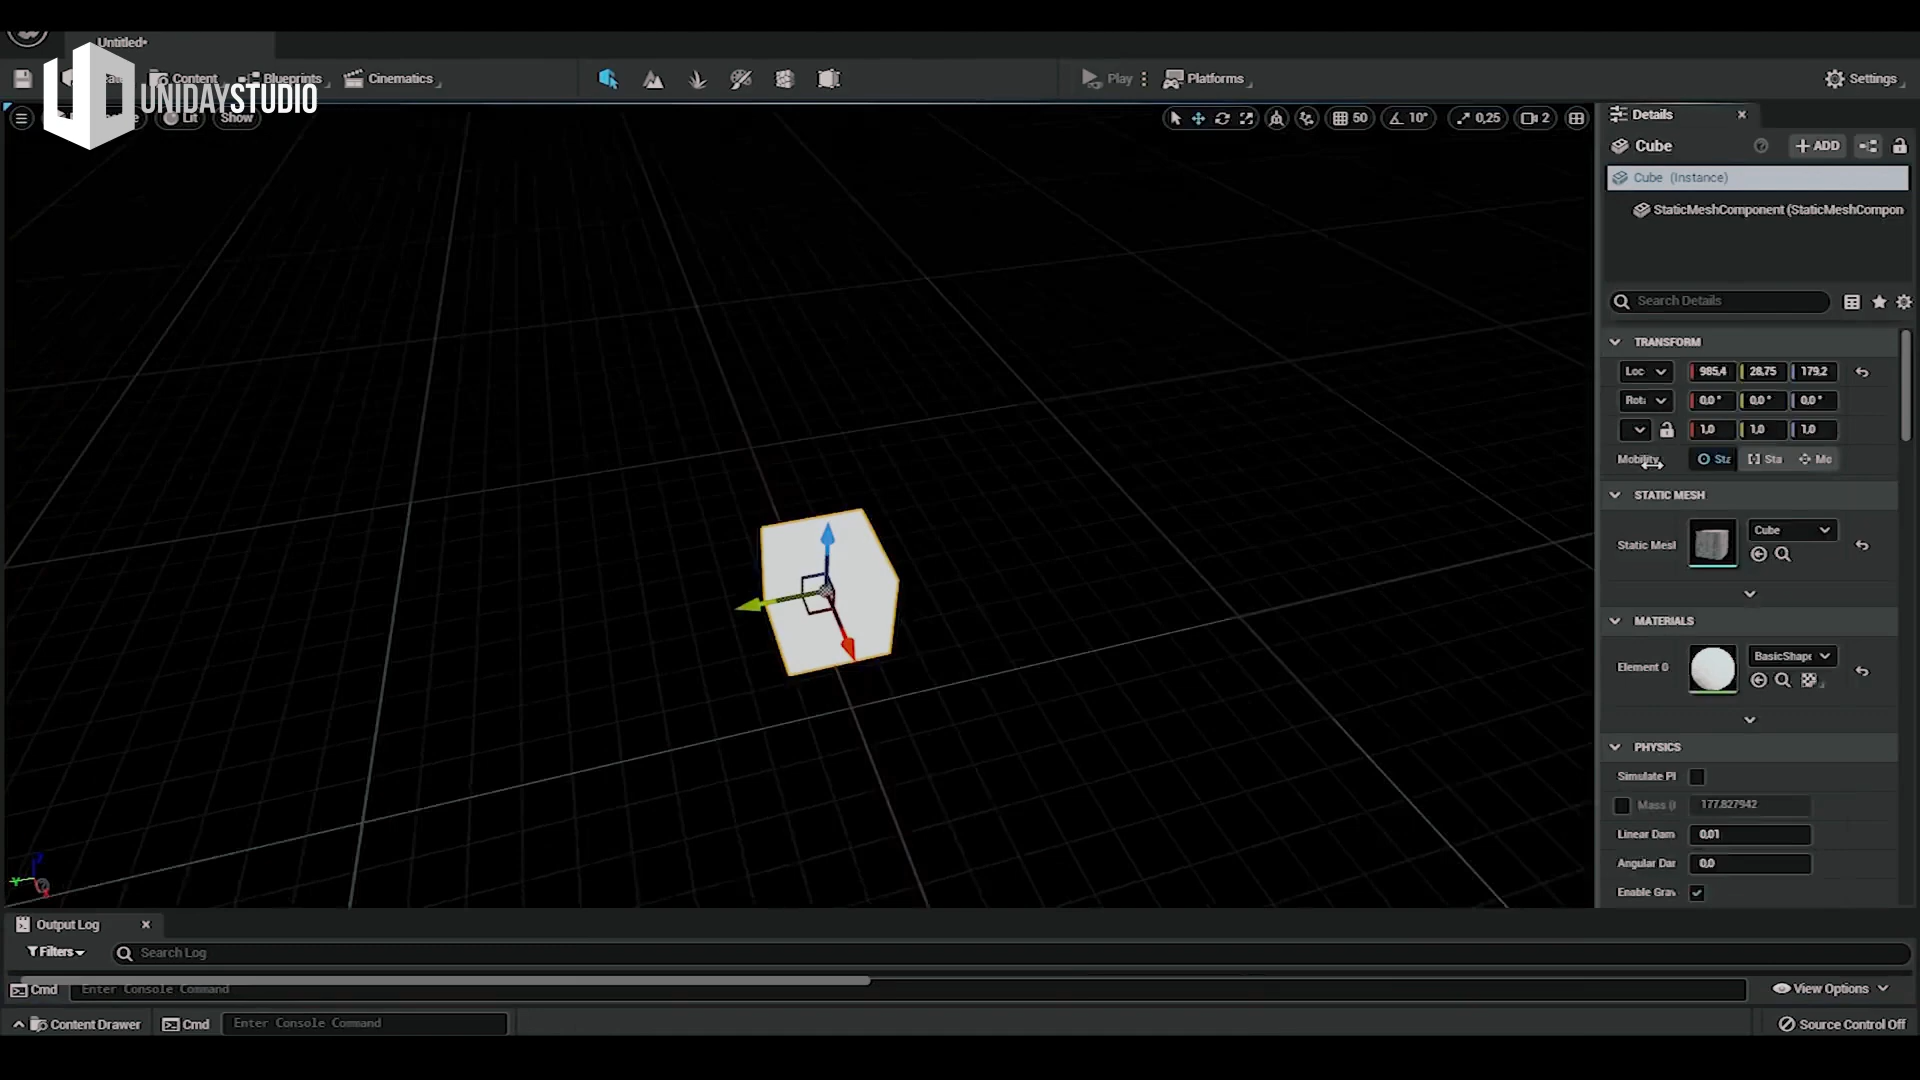 Untitled*
UNIDAYSTUDIO
Content
Blueprints
Cinematics
Play
Platforms
Settings
Lit
Show
50
10°
0,25
2
Details
Cube
ADD
Cube (Instance)
StaticMeshComponent (StaticMeshCompon
Search Details
TRANSFORM
Loc
985,4
28,75
179,2
Rota
0,0 °
0,0 °
0,0 °
1,0
1,0
1,0
Mobility
Sta
Sta
Mo
STATIC MESH
Static Mesl
Cube
MATERIALS
Element 0
BasicShape
PHYSICS
Simulate Pl
Mass (l
177.827942
Linear Dam
0,01
Angular Dar
0,0
Enable Grav
Output Log
Filters
Search Log
Cmd
Enter Console Command
View Options
Content Drawer
Cmd
Enter Console Command
Source Control Off